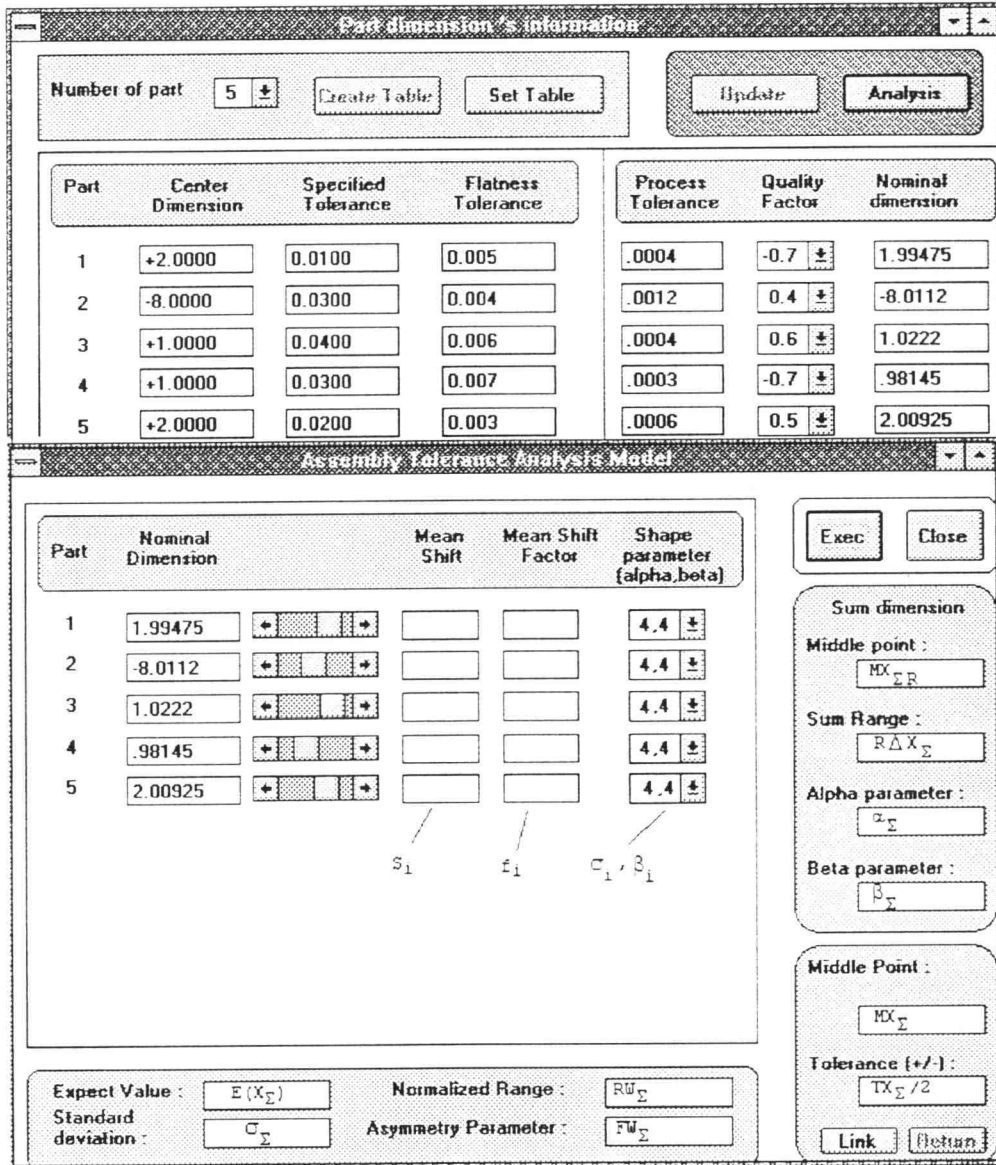 Part dimension 's information
Number of part 5 Create Table Set Table Update Analysis
Part Center Dimension Specified Tolerance Flatness Tolerance Process Tolerance Quality Factor Nominal dimension
1 +2.0000 0.0100 0.005 .0004 -0.7 1.99475
2 -8.0000 0.0300 0.004 .0012 0.4 -8.0112
3 +1.0000 0.0400 0.006 .0004 0.6 1.0222
4 +1.0000 0.0300 0.007 .0003 -0.7 .98145
5 +2.0000 0.0200 0.003 .0006 0.5 2.00925
Assembly Tolerance Analysis Model
Part Nominal Dimension Mean Shift Mean Shift Factor Shape parameter (alpha,beta)
1 1.99475 4,4
2 -8.0112 4,4
3 1.0222 4,4
4 .98145 4,4
5 2.00925 4,4
s_i f_i σ_i , β_i
Exec Close
Sum dimension
Middle point :
MX_ΣR
Sum Range :
RΔX_Σ
Alpha parameter :
α_Σ
Beta parameter :
β_Σ
Middle Point :
MX_Σ
Tolerance (+/-) :
TX_Σ/2
Link Return
Expect Value : E(X_Σ) Normalized Range : RW_Σ
Standard deviation : σ_Σ Asymmetry Parameter : FW_Σ